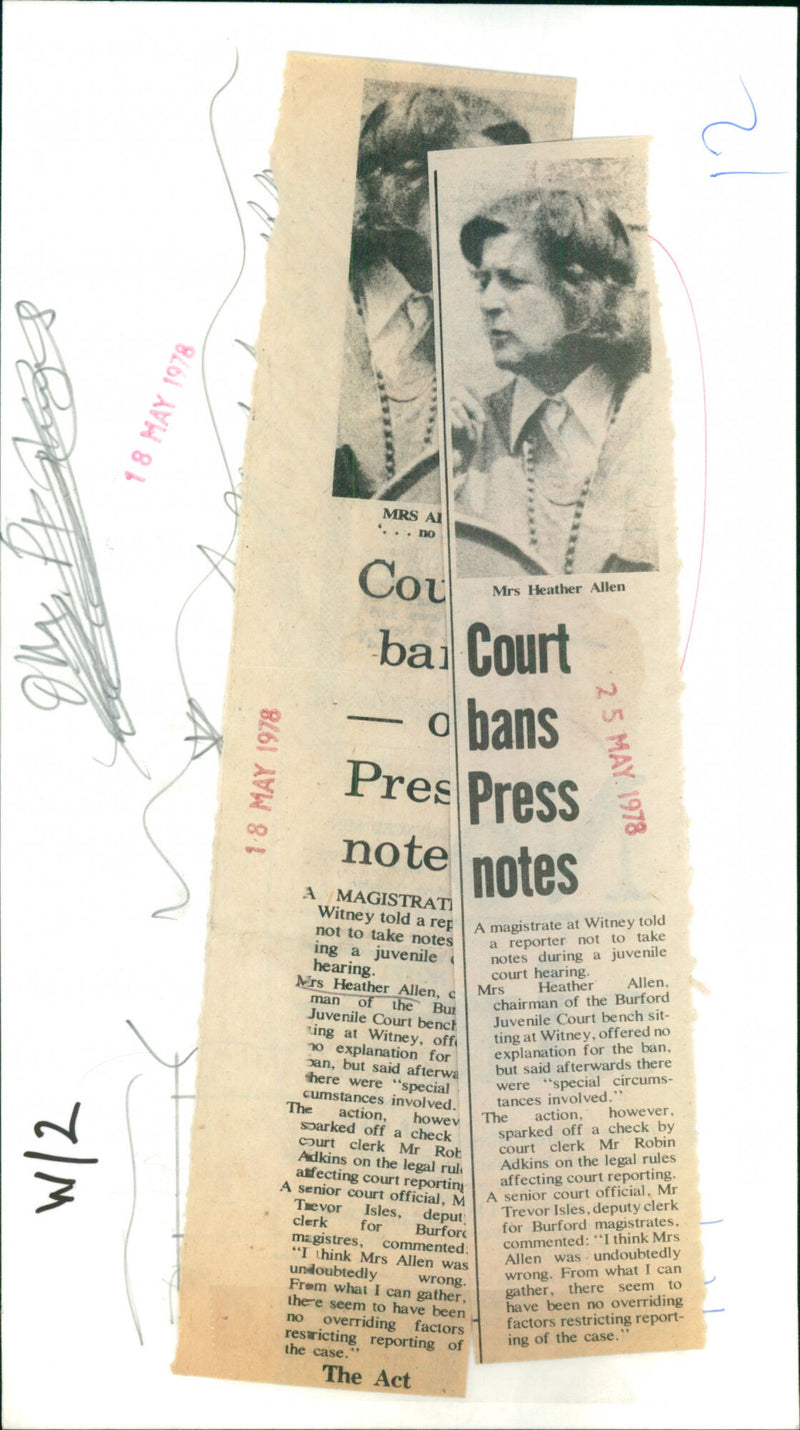 12
18 MAY 1978
W/2
18 MAY 1978
MRS Al
'. . . no
Cou
ban
— o
Pres
note
A MAGISTRAT
Witney told a rep
not to take notes
ing a juvenile
hearing.
Mrs Heather Allen, c
man of the Bur
Juvenile Court bench
ting at Witney, off
no explanation for
ban, but said afterwa
there were "special
cumstances involved.
The action, howev
sparked off a check
court clerk Mr Rob
Adkins on the legal rul
affecting court reportin
A senior court official, M
Trevor Isles, deput
clerk for Burford
magistres, commented:
"I think Mrs Allen was
undoubtedly wrong.
From what I can gather,
there seem to have been
no overriding factors
restricting reporting of
the case."
The Act
Mrs Heather Allen
Court
bans
Press
notes
25 MAY 1978
A magistrate at Witney told
a reporter not to take
notes during a juvenile
court hearing.
Mrs Heather Allen,
chairman of the Burford
Juvenile Court bench sit-
ting at Witney, offered no
explanation for the ban,
but said afterwards there
were "special circums-
tances involved."
The action, however,
sparked off a check by
court clerk Mr Robin
Adkins on the legal rules
affecting court reporting.
A senior court official, Mr
Trevor Isles, deputy clerk
for Burford magistrates,
commented: "I think Mrs
Allen was undoubtedly
wrong. From what I can
gather, there seem to
have been no overriding
factors restricting report-
ing of the case."